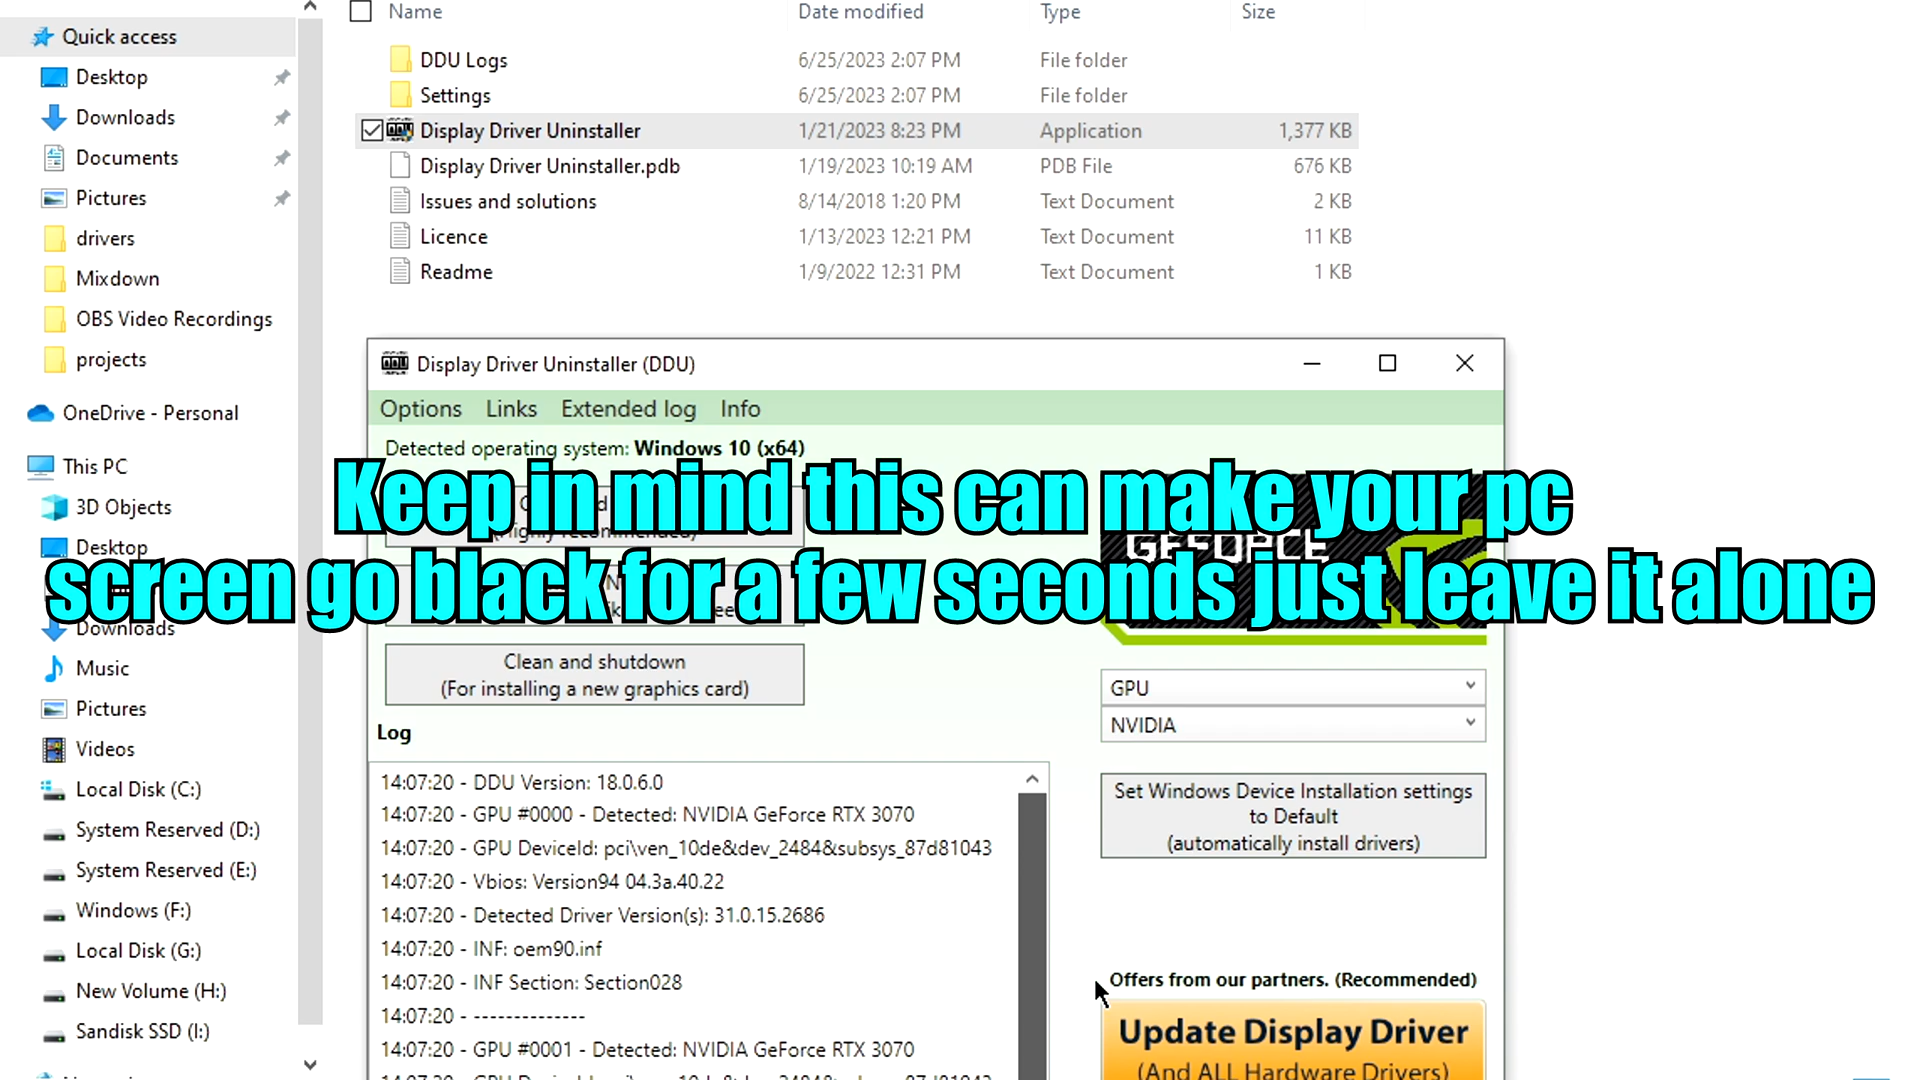 Name Date modified Type Size
Quick access
DDU Logs 6/25/2023 2:07 PM File folder
Desktop
Settings 6/25/2023 2:07 PM File folder
Downloads
Display Driver Uninstaller 1/21/2023 8:23 PM Application 1,377 KB
Documents
Display Driver Uninstaller.pdb 1/19/2023 10:19 AM PDB File 676 KB
Pictures
Issues and solutions 8/14/2018 1:20 PM Text Document 2 KB
drivers
Licence 1/13/2023 12:21 PM Text Document 11 KB
Mixdown
Readme 1/9/2022 12:31 PM Text Document 1 KB
OBS Video Recordings
projects
OneDrive - Personal
This PC
3D Objects
Desktop
Downloads
Music
Pictures
Videos
Local Disk (C:)
System Reserved (D:)
System Reserved (E:)
Windows (F:)
Local Disk (G:)
New Volume (H:)
Sandisk SSD (I:)
Display Driver Uninstaller (DDU)
Options Links Extended log Info
Detected operating system: Windows 10 (x64)
Keep in mind this can make your pc
screen go black for a few seconds just leave it alone
(Highly recommended)
GEFORCE
Clean and shutdown
(For installing a new graphics card)
GPU
NVIDIA
Log
14:07:20 - DDU Version: 18.0.6.0
14:07:20 - GPU #0000 - Detected: NVIDIA GeForce RTX 3070
14:07:20 - GPU DeviceId: pci\ven_10de&dev_2484&subsys_87d81043
14:07:20 - Vbios: Version94 04.3a.40.22
14:07:20 - Detected Driver Version(s): 31.0.15.2686
14:07:20 - INF: oem90.inf
14:07:20 - INF Section: Section028
14:07:20 - --------------
14:07:20 - GPU #0001 - Detected: NVIDIA GeForce RTX 3070
Set Windows Device Installation settings
to Default
(automatically install drivers)
Offers from our partners. (Recommended)
Update Display Driver
(And ALL Hardware Drivers)